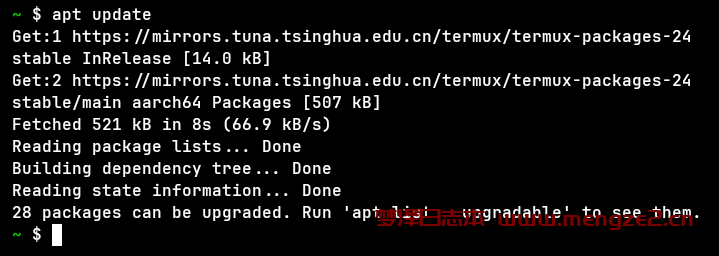 ~ $ apt update
Get:1 https://mirrors.tuna.tsinghua.edu.cn/termux/termux-packages-24
stable InRelease [14.0 kB]
Get:2 https://mirrors.tuna.tsinghua.edu.cn/termux/termux-packages-24
stable/main aarch64 Packages [507 kB]
Fetched 521 kB in 8s (66.9 kB/s)
Reading package lists... Done
Building dependency tree... Done
Reading state information... Done
28 packages can be upgraded. Run 'apt list --upgradable' to see them.
梦泽日志本 www.mengze2.cn
~ $